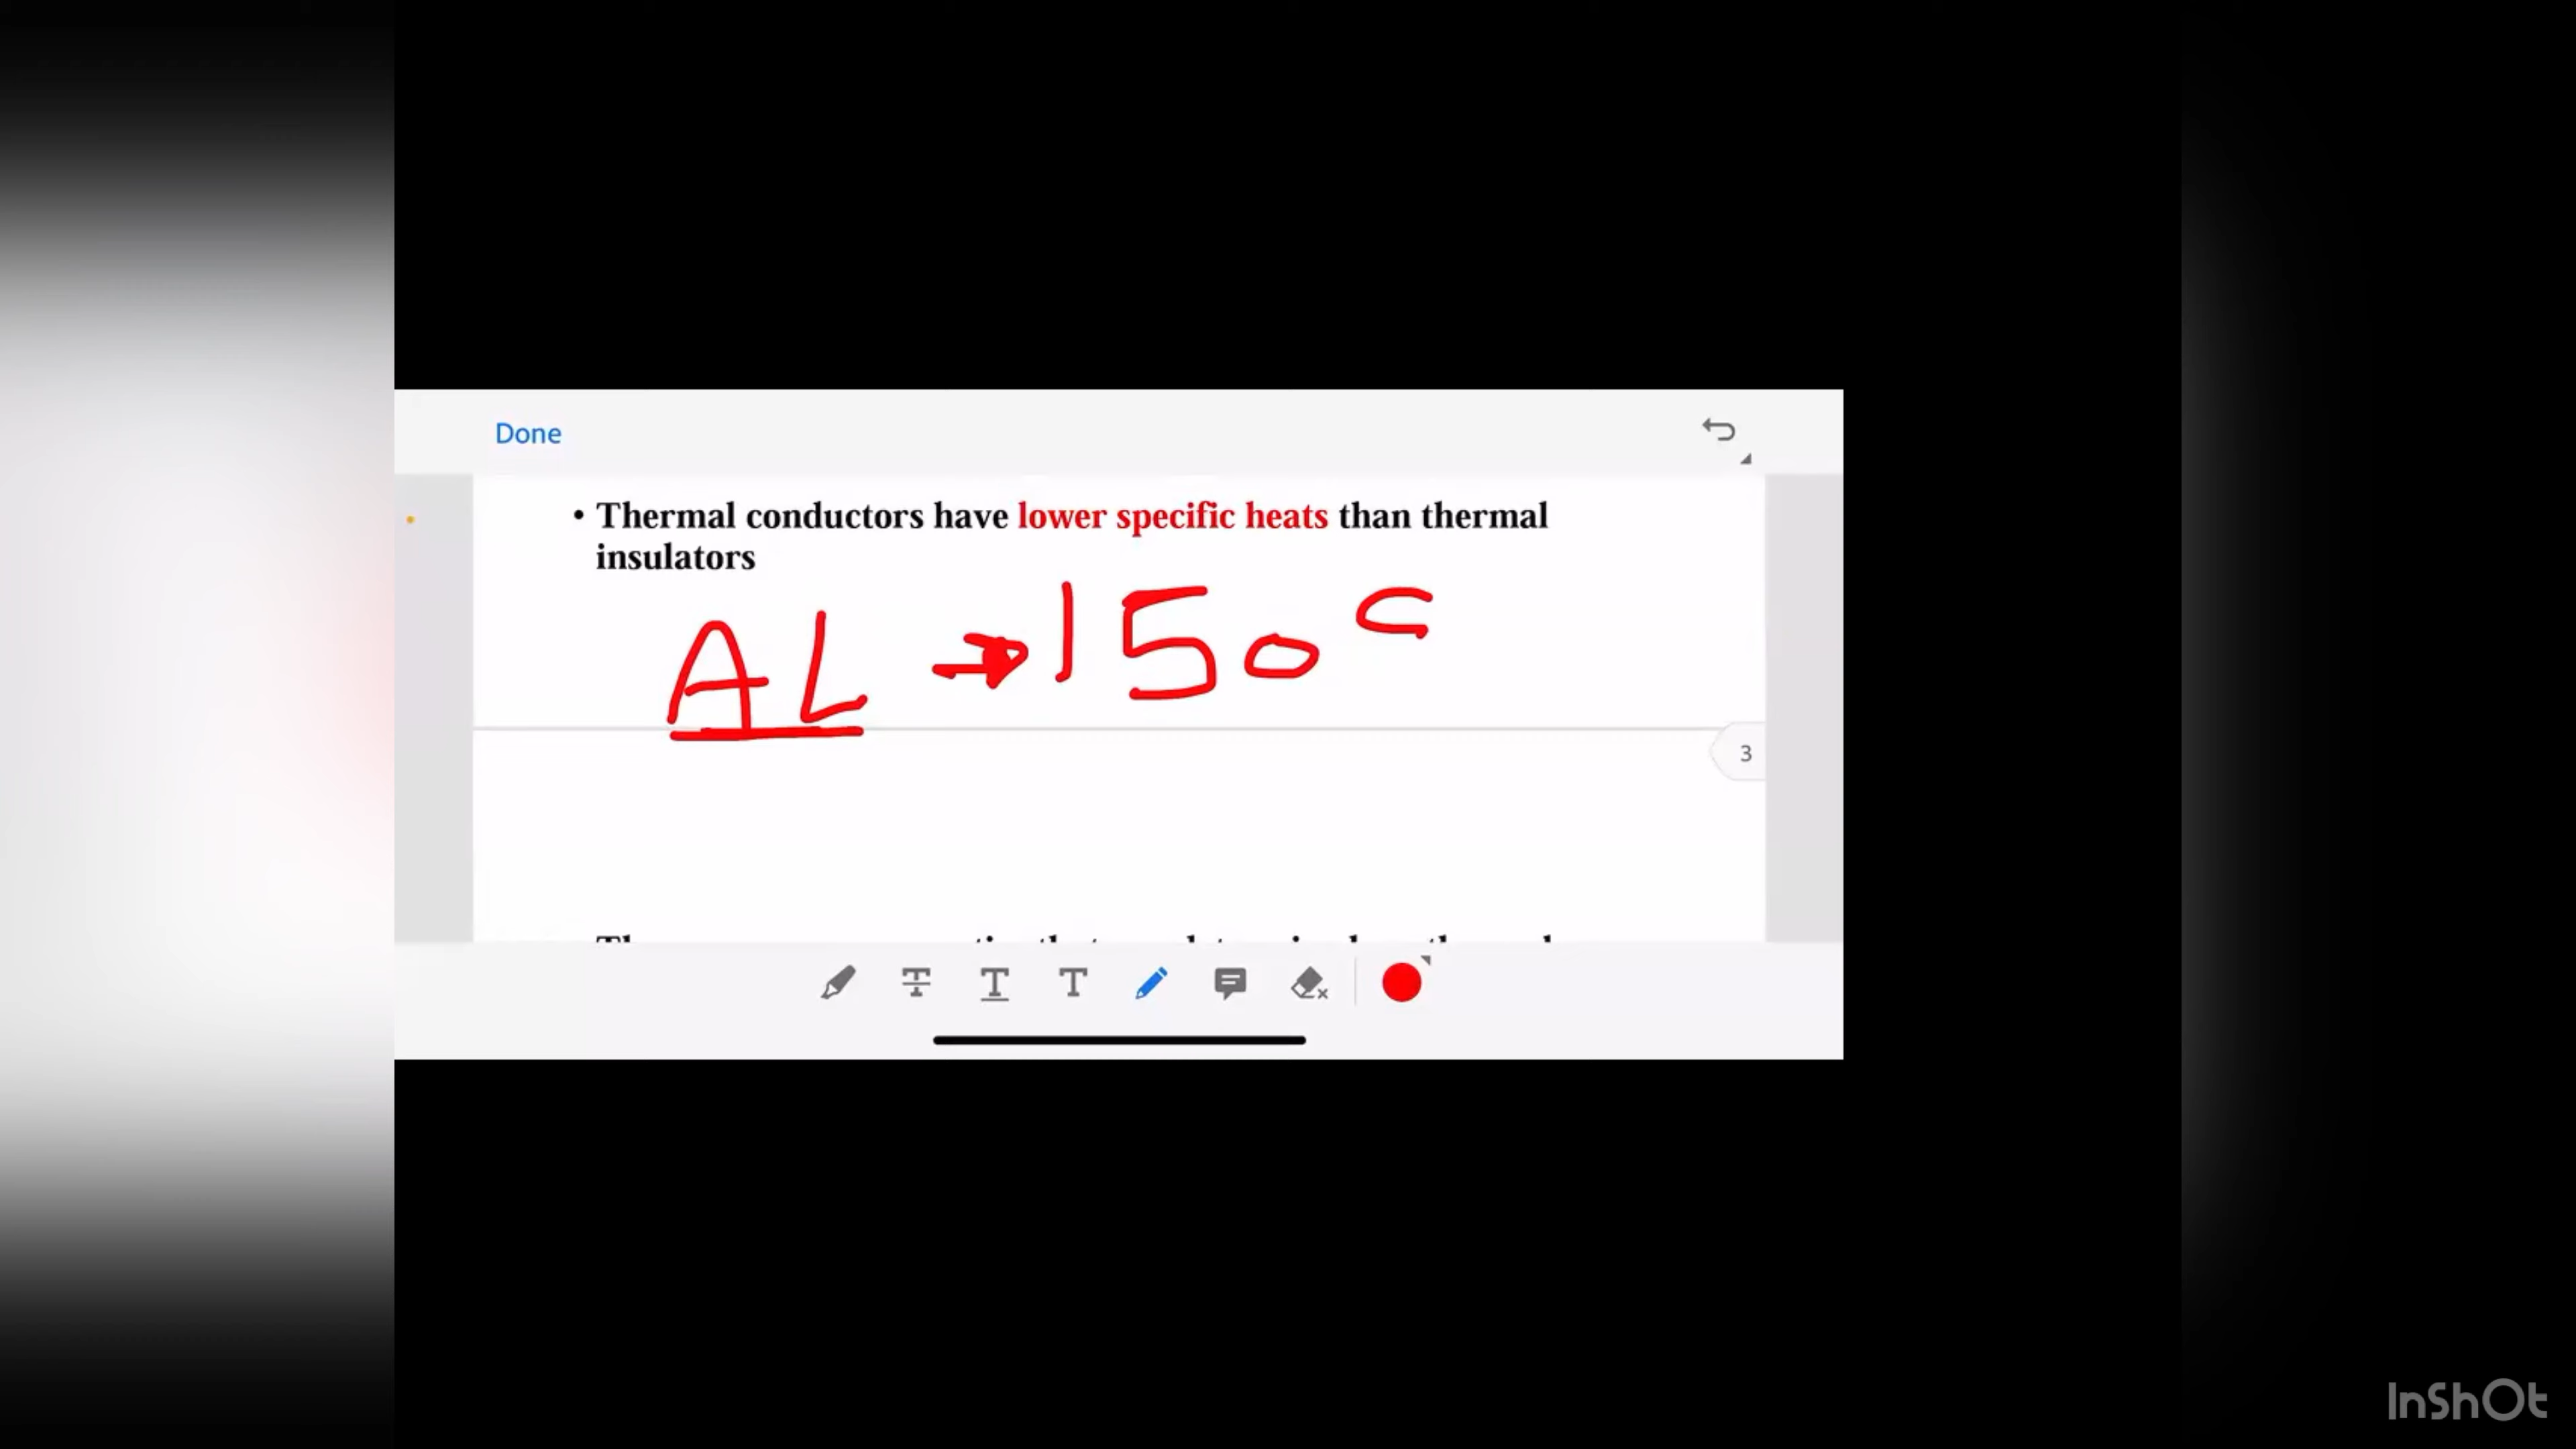 Done
• Thermal conductors have lower specific heats than thermal
insulators
AL → 150 c
3
InShOt